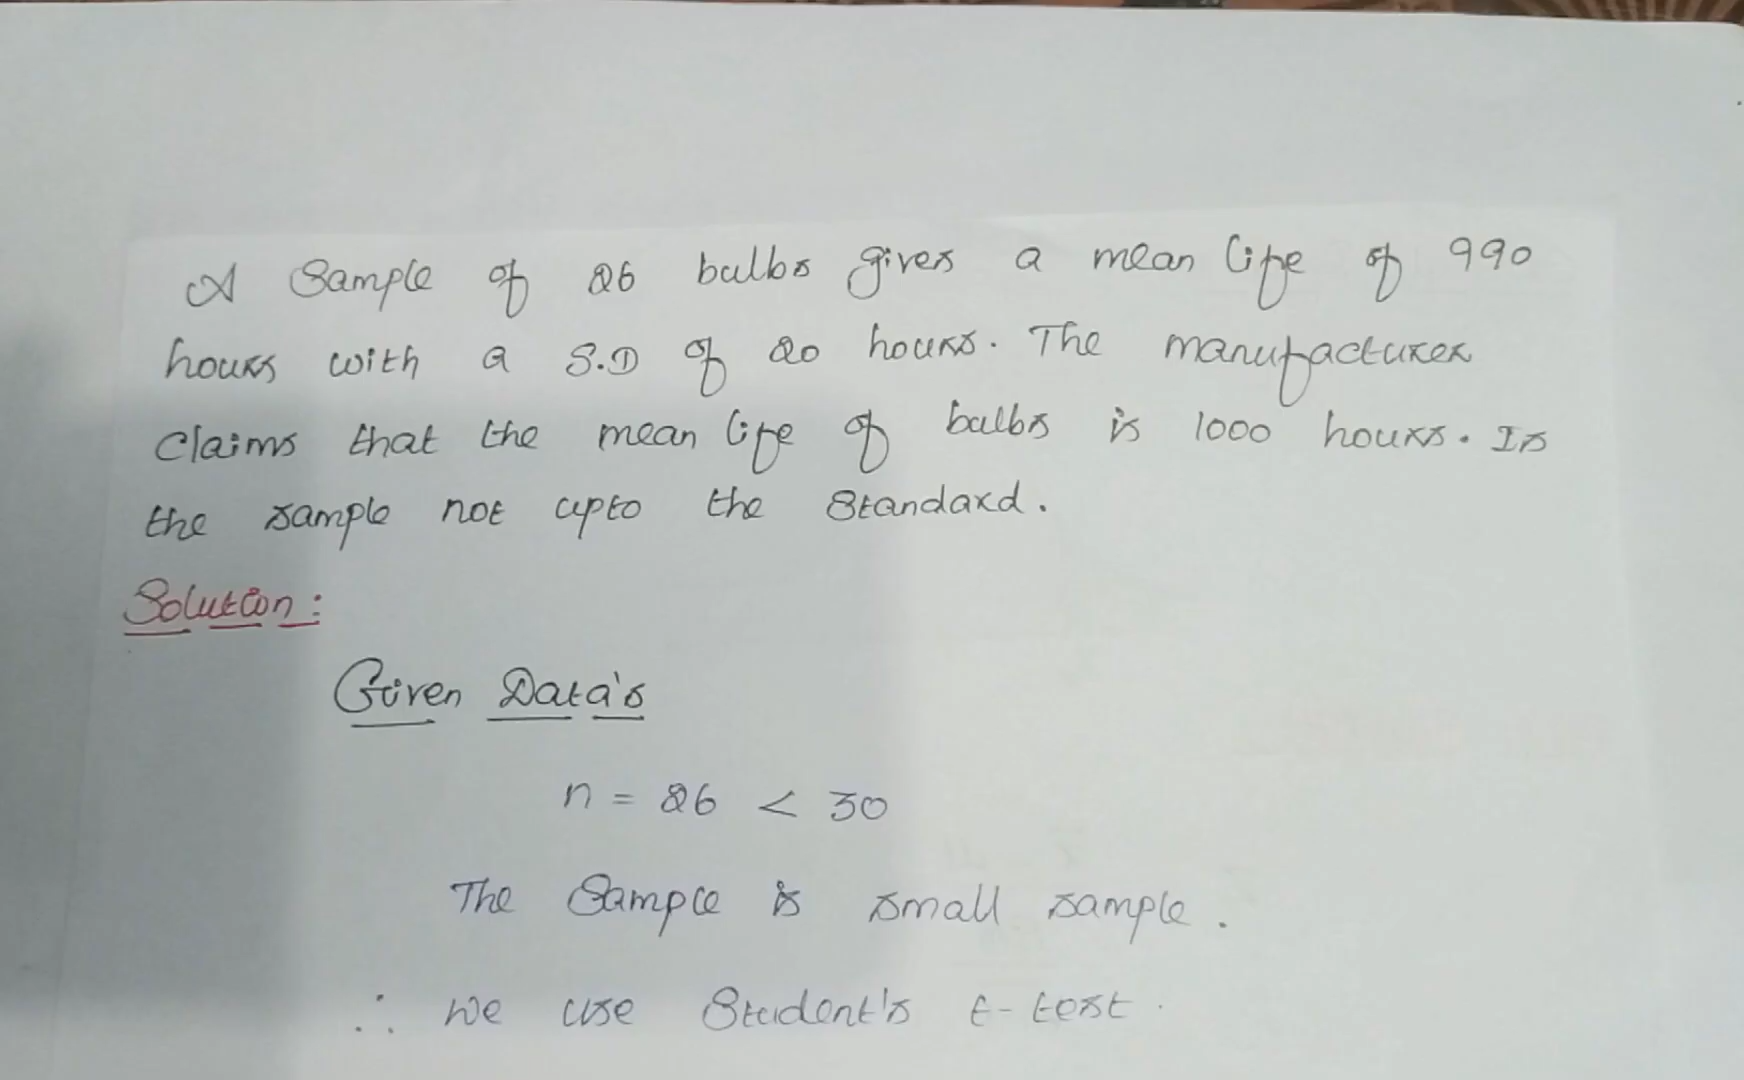 A Sample of 26 bulbs gives a mean life of 990
hours with a S.D of 20 hours. The manufacturer
Claims that the mean life of bulbs is 1000 hours. Is
the sample not upto the Standard.
Solution:
Given Data's
n = 26 < 30
The Sample is small sample.
∴ we use Student's t-test.